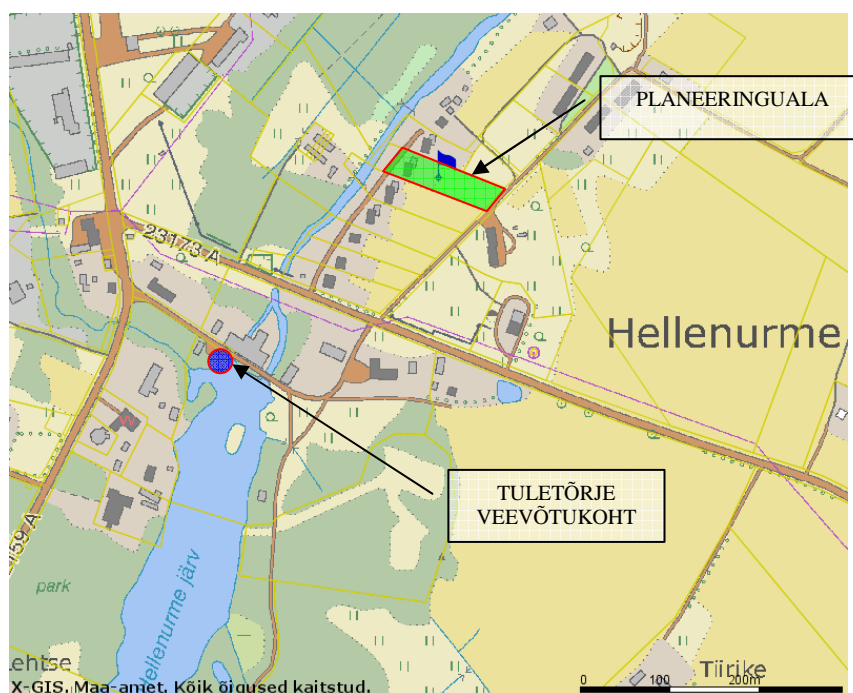 PLANEERINGUALA
23173 A
Hellenurme
TULETÕRJE
VEEVÕTUKOHT
2159 A
park
Hellenurme järv
Lehtse
Tiirike
X-GIS. Maa-amet. Kõik õigused kaitstud.
0 100 200m